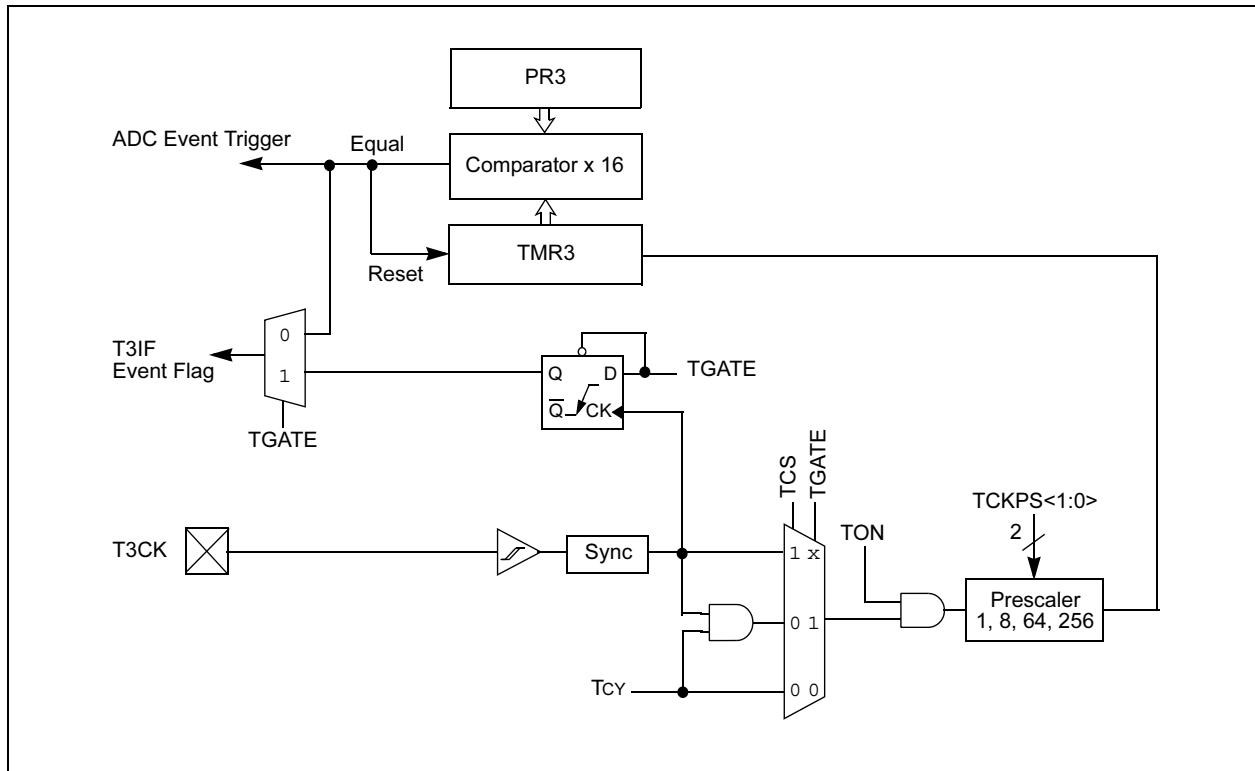 PR3
ADC Event Trigger
Equal
Comparator x 16
TMR3
Reset
0
T3IF
Event Flag
1
Q D
TGATE
Q̅ CK
TGATE
TCS
TGATE
TCKPS<1:0>
2
T3CK
Sync
1 x
TON
Prescaler
1, 8, 64, 256
0 1
TCY
0 0